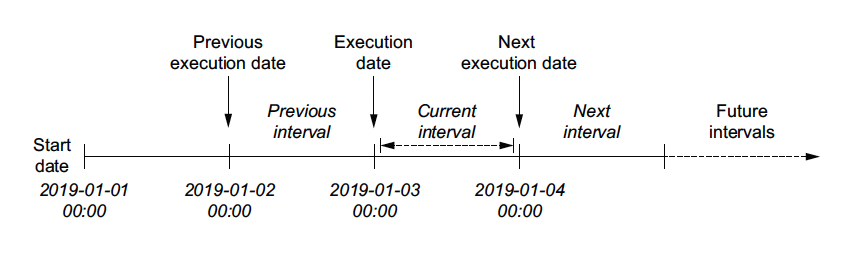 Previous
execution date
Execution
date
Next
execution date
Previous
interval
Current
interval
Next
interval
Future
intervals
Start
date
2019-01-01
00:00
2019-01-02
00:00
2019-01-03
00:00
2019-01-04
00:00